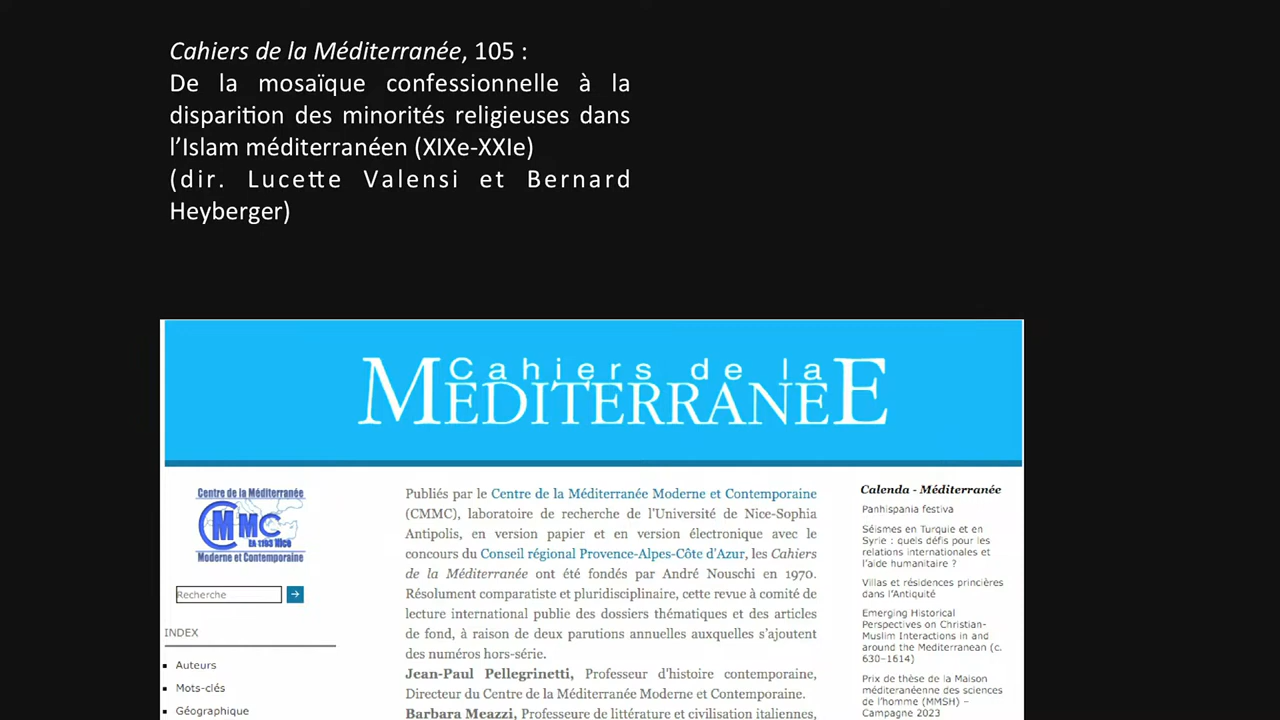 Cahiers de la Méditerranée, 105 :
De la mosaïque confessionnelle à la
disparition des minorités religieuses dans
l’Islam méditerranéen (XIXe-XXIe)
(dir. Lucette Valensi et Bernard
Heyberger)
Cahiers de la
MÉDITERRANÉE
Centre de la Méditerranée
CMMC
EA 1193 Nice
Moderne et Contemporaine
Recherche
INDEX
Auteurs
Mots-clés
Géographique
Publiés par le Centre de la Méditerranée Moderne et Contemporaine
(CMMC), laboratoire de recherche de l’Université de Nice-Sophia
Antipolis, en version papier et en version électronique avec le
concours du Conseil régional Provence-Alpes-Côte d’Azur, les Cahiers
de la Méditerranée ont été fondés par André Nouschi en 1970.
Résolument comparatiste et pluridisciplinaire, cette revue à comité de
lecture international publie des dossiers thématiques et des articles
de fond, à raison de deux parutions annuelles auxquelles s’ajoutent
des numéros hors-série.
Jean-Paul Pellegrinetti, Professeur d’histoire contemporaine,
Directeur du Centre de la Méditerranée Moderne et Contemporaine.
Barbara Meazzi, Professeure de littérature et civilisation italiennes,
Calenda - Méditerranée
Panhispania festiva
Séismes en Turquie et en
Syrie : quels défis pour les
relations internationales et
l’aide humanitaire ?
Villas et résidences princières
dans l’Antiquité
Emerging Historical
Perspectives on Christian-
Muslim Interactions in and
around the Mediterranean (c.
630–1614)
Prix de thèse de la Maison
méditerranéenne des sciences
de l’homme (MMSH) –
Campagne 2023